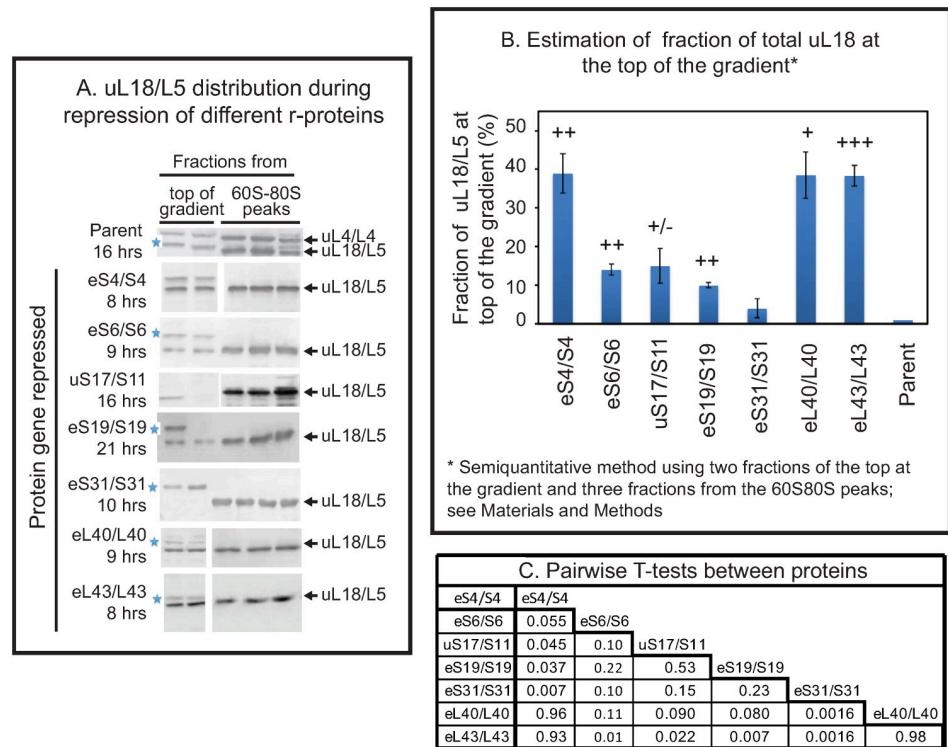 A. uL18/L5 distribution during
repression of different r-proteins
Fractions from
top of
gradient
60S-80S
peaks
Parent
16 hrs
uL4/L4
uL18/L5
Protein gene repressed
eS4/S4
8 hrs
uL18/L5
eS6/S6
9 hrs
uL18/L5
uS17/S11
16 hrs
uL18/L5
eS19/S19
21 hrs
uL18/L5
eS31/S31
10 hrs
uL18/L5
eL40/L40
9 hrs
uL18/L5
eL43/L43
8 hrs
uL18/L5
B. Estimation of fraction of total uL18 at
the top of the gradient*
Fraction of uL18/L5 at
top of the gradient (%)
50
40
30
20
10
0
++
++
+/-
++
+
+++
eS4/S4
eS6/S6
uS17/S11
eS19/S19
eS31/S31
eL40/L40
eL43/L43
Parent
* Semiquantitative method using two fractions of the top at
the gradient and three fractions from the 60S80S peaks;
see Materials and Methods
C. Pairwise T-tests between proteins
eS4/S4 eS4/S4
eS6/S6 0.055 eS6/S6
uS17/S11 0.045 0.10 uS17/S11
eS19/S19 0.037 0.22 0.53 eS19/S19
eS31/S31 0.007 0.10 0.15 0.23 eS31/S31
eL40/L40 0.96 0.11 0.090 0.080 0.0016 eL40/L40
eL43/L43 0.93 0.01 0.022 0.007 0.0016 0.98